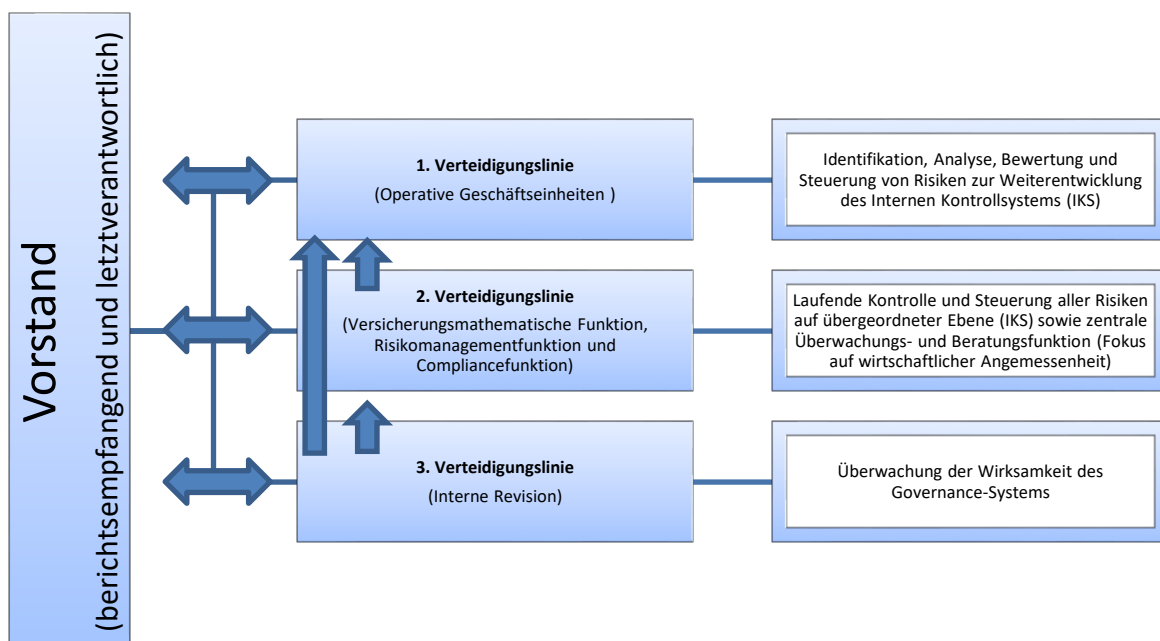 Vorstand
(berichtsempfangend und letztverantwortlich)
1. Verteidigungslinie
(Operative Geschäftseinheiten )
Identifikation, Analyse, Bewertung und
Steuerung von Risiken zur Weiterentwicklung
des Internen Kontrollsystems (IKS)
2. Verteidigungslinie
(Versicherungsmathematische Funktion,
Risikomanagementfunktion und
Compliancefunktion)
Laufende Kontrolle und Steuerung aller Risiken
auf übergeordneter Ebene (IKS) sowie zentrale
Überwachungs- und Beratungsfunktion (Fokus
auf wirtschaftlicher Angemessenheit)
3. Verteidigungslinie
(Interne Revision)
Überwachung der Wirksamkeit des
Governance-Systems